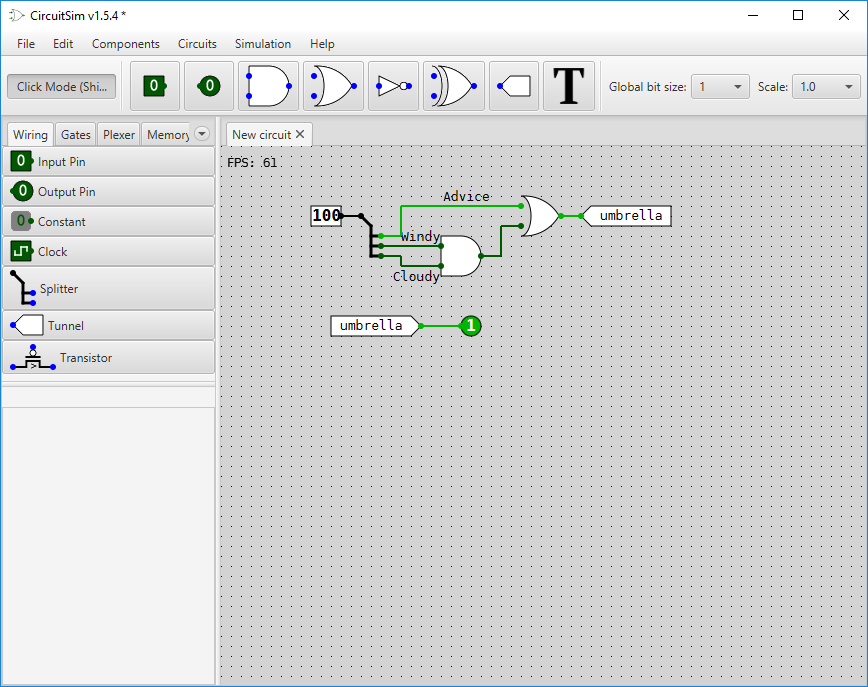 CircuitSim v1.5.4 *
File Edit Components Circuits Simulation Help
Click Mode (Shi... 0 0 T Global bit size: 1 Scale: 1.0
Wiring Gates Plexer Memory
New circuit
0 Input Pin
0 Output Pin
0 Constant
Clock
Splitter
Tunnel
> Transistor
FPS: 61
Advice
100 umbrella
Windy
Cloudy
umbrella 1